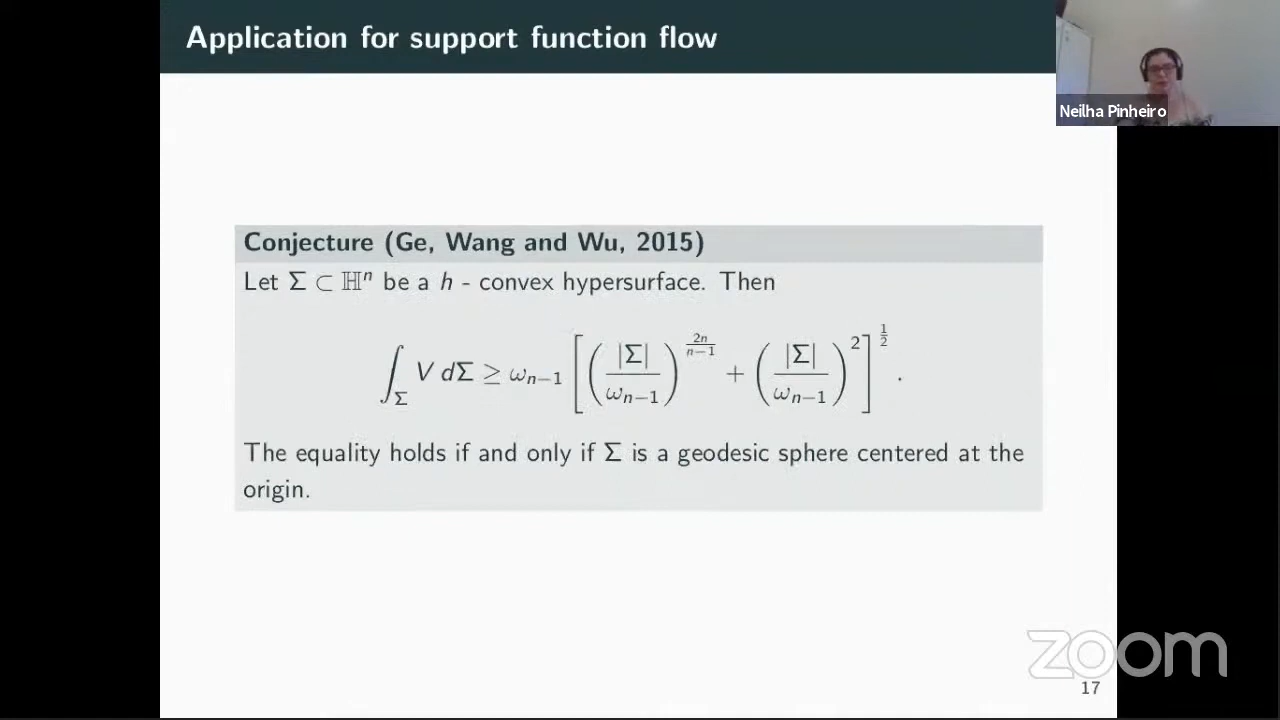 Application for support function flow
Neilha Pinheiro
Conjecture (Ge, Wang and Wu, 2015)
Let Σ ⊂ ℍⁿ be a h - convex hypersurface. Then
∫_Σ V dΣ ≥ ω_{n−1} [ ( |Σ| / ω_{n−1} )^{2n/(n−1)} + ( |Σ| / ω_{n−1} )^2 ]^{1/2} .
The equality holds if and only if Σ is a geodesic sphere centered at the
origin.
zoom
17